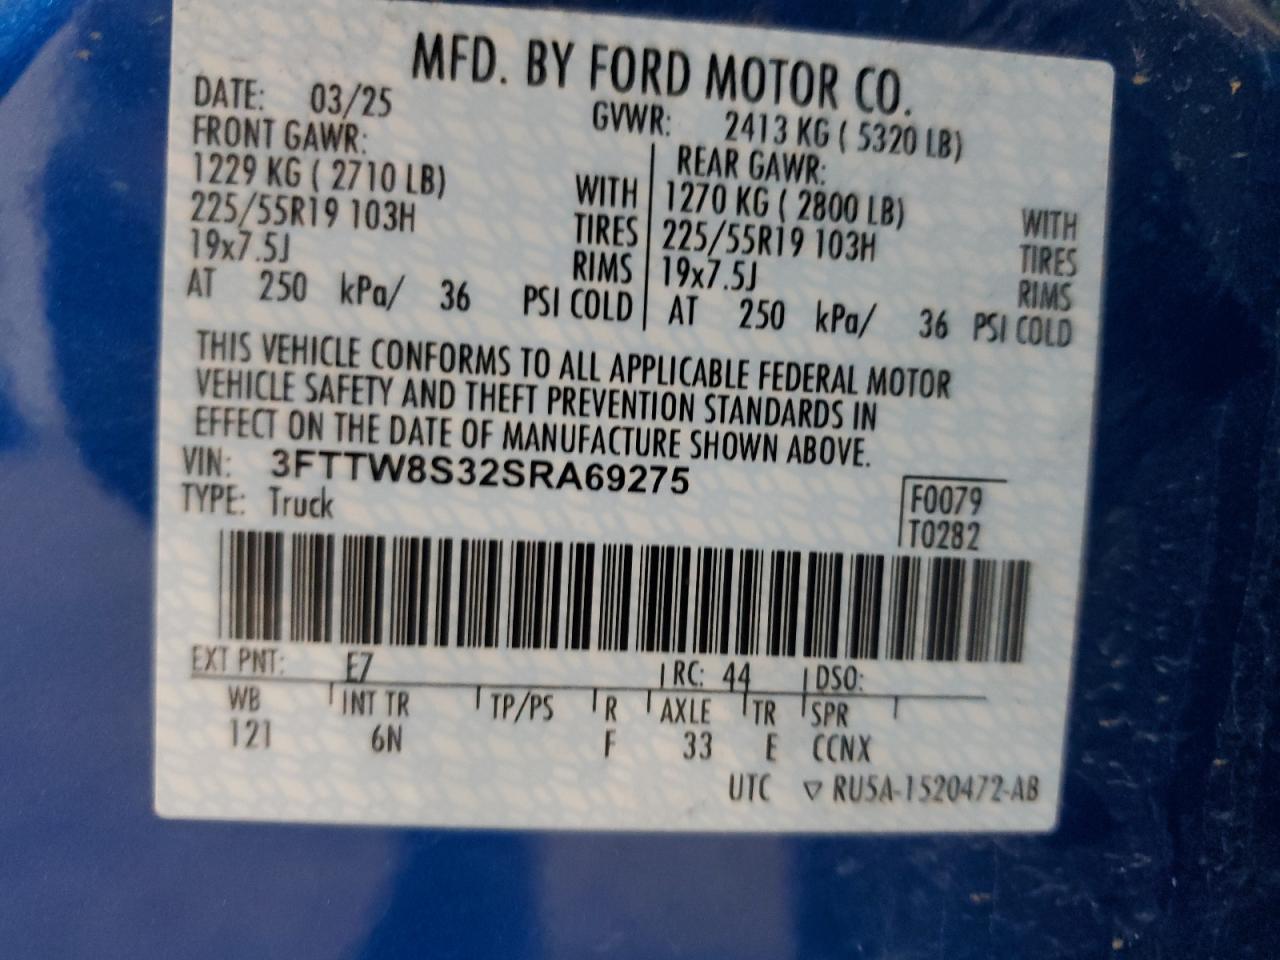 MFD. BY FORD MOTOR CO.
DATE: 03/25
GVWR: 2413 KG ( 5320 LB)
FRONT GAWR:
1229 KG ( 2710 LB) WITH
225/55R19 103H TIRES
19x7.5J RIMS
AT 250 kPa/ 36 PSI COLD
REAR GAWR:
1270 KG ( 2800 LB) WITH
225/55R19 103H TIRES
19x7.5J RIMS
AT 250 kPa/ 36 PSI COLD
THIS VEHICLE CONFORMS TO ALL APPLICABLE FEDERAL MOTOR
VEHICLE SAFETY AND THEFT PREVENTION STANDARDS IN
EFFECT ON THE DATE OF MANUFACTURE SHOWN ABOVE.
VIN: 3FTTW8S32SRA69275
TYPE: Truck
F0079
T0282
EXT PNT: E7 RC: 44 DSO:
WB INT TR TP/PS R AXLE TR SPR
121 6N F 33 E CCNX
UTC ▽ RU5A-1520472-AB